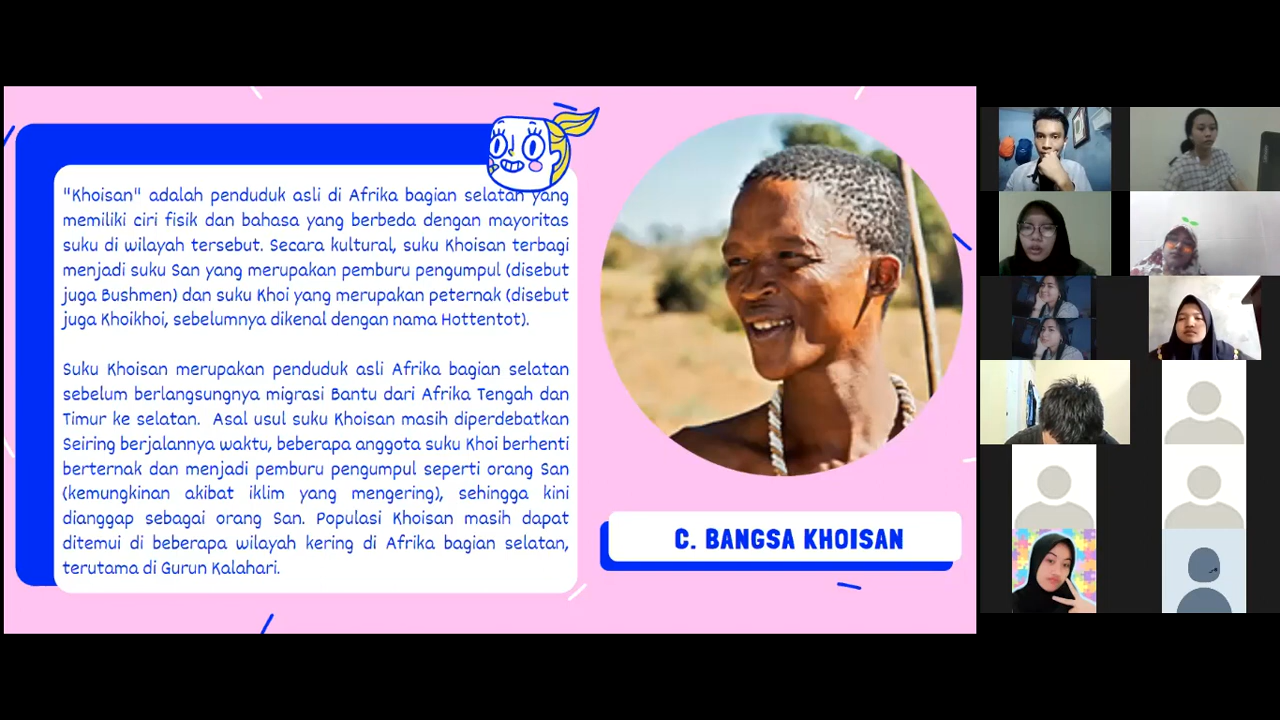 "Khoisan" adalah penduduk asli di Afrika bagian selatan yang
memiliki ciri fisik dan bahasa yang berbeda dengan mayoritas
suku di wilayah tersebut. Secara kultural, suku Khoisan terbagi
menjadi suku San yang merupakan pemburu pengumpul (disebut
juga Bushmen) dan suku Khoi yang merupakan peternak (disebut
juga Khoikhoi, sebelumnya dikenal dengan nama Hottentot).
Suku Khoisan merupakan penduduk asli Afrika bagian selatan
sebelum berlangsungnya migrasi Bantu dari Afrika Tengah dan
Timur ke selatan. Asal usul suku Khoisan masih diperdebatkan
Seiring berjalannya waktu, beberapa anggota suku Khoi berhenti
berternak dan menjadi pemburu pengumpul seperti orang San
(kemungkinan akibat iklim yang mengering), sehingga kini
dianggap sebagai orang San. Populasi Khoisan masih dapat
ditemui di beberapa wilayah kering di Afrika bagian selatan,
terutama di Gurun Kalahari.
C. BANGSA KHOISAN